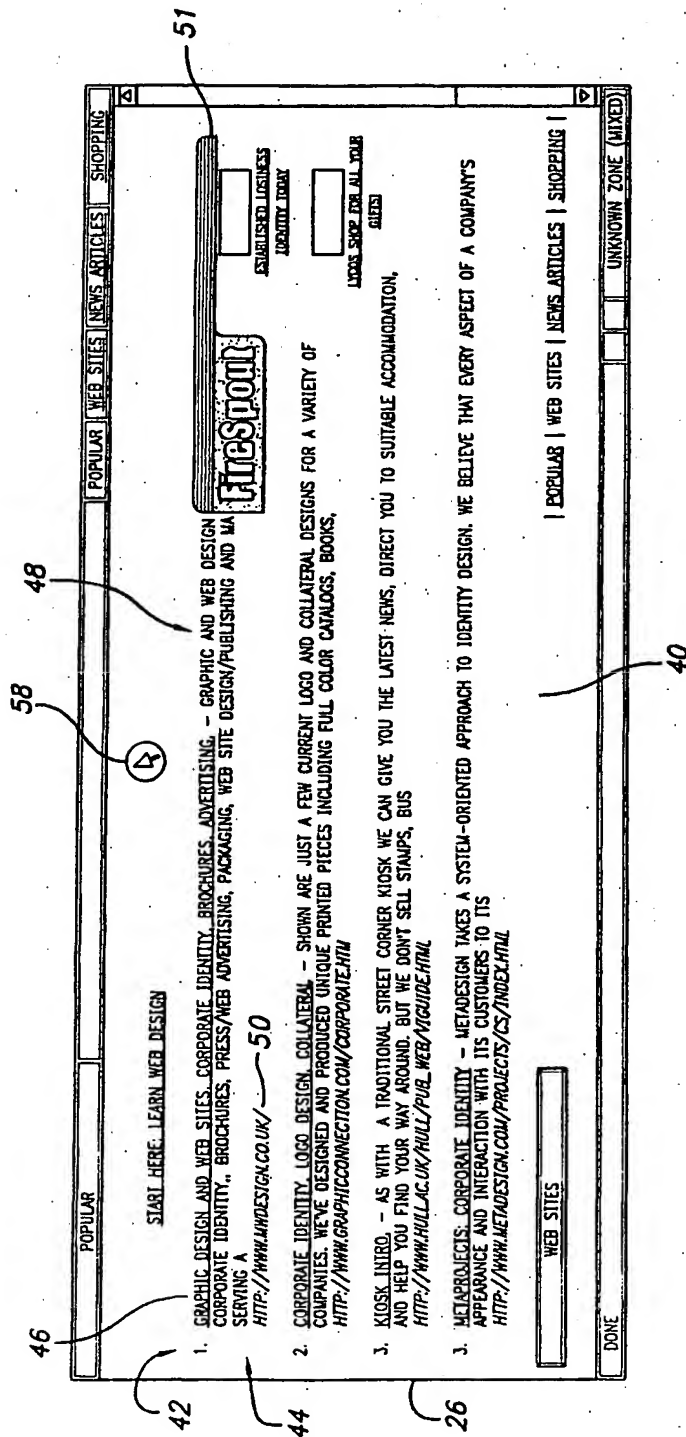 58
48
51
46
42
44
50
26
40
POPULAR
POPULAR | WEB SITES | NEWS ARTICLES | SHOPPING
START HERE: LEARN WEB DESIGN
1. GRAPHIC DESIGN AND WEB SITES, CORPORATE IDENTITY, BROCHURES, ADVERTISING, - GRAPHIC AND WEB DESIGN
CORPORATE IDENTITY,, BROCHURES, PRESS/WEB ADVERTISING, PACKAGING, WEB SITE DESIGN/PUBLISHING AND MA
SERVING A
HTTP://WWW.MWDESIGN.CO.UK/
FireSpout
ESTABLISHED LOSINESS
IDENTITY TODAY
LYCOS SHOP FOR ALL YOUR
GIFTS!
2. CORPORATE IDENTITY, LOGO DESIGN, COLLATERAL - SHOWN ARE JUST A FEW CURRENT LOGO AND COLLATERAL DESIGNS FOR A VARIETY OF
COMPANIES. WE'VE DESIGNED AND PRODUCED UNIQUE PRINTED PIECES INCLUDING FULL COLOR CATALOGS, BOOKS,
HTTP://WWW.GRAPHICCONNECTION.COM/CORPORATE.HTM
3. KIOSK INTRO. - AS WITH A TRADITIONAL STREET CORNER KIOSK WE CAN GIVE YOU THE LATEST NEWS, DIRECT YOU TO SUITABLE ACCOMMODATION,
AND HELP YOU FIND YOUR WAY AROUND. BUT WE DON'T SELL STAMPS, BUS
HTTP://WWW.HULL.AC.UK/HULL/PUB_WEB/VIGUIDE.HTML
3. METAPROJECTS: CORPORATE IDENTITY - METADESIGN TAKES A SYSTEM-ORIENTED APPROACH TO IDENTITY DESIGN. WE BELIEVE THAT EVERY ASPECT OF A COMPANY'S
APPEARANCE AND INTERACTION WITH ITS CUSTOMERS TO ITS
HTTP://WWW.METADESIGN.COM/PROJECTS/CS/INDEX.HTML
WEB SITES
| POPULAR | WEB SITES | NEWS ARTICLES | SHOPPING |
DONE
UNKNOWN ZONE (MIXED)